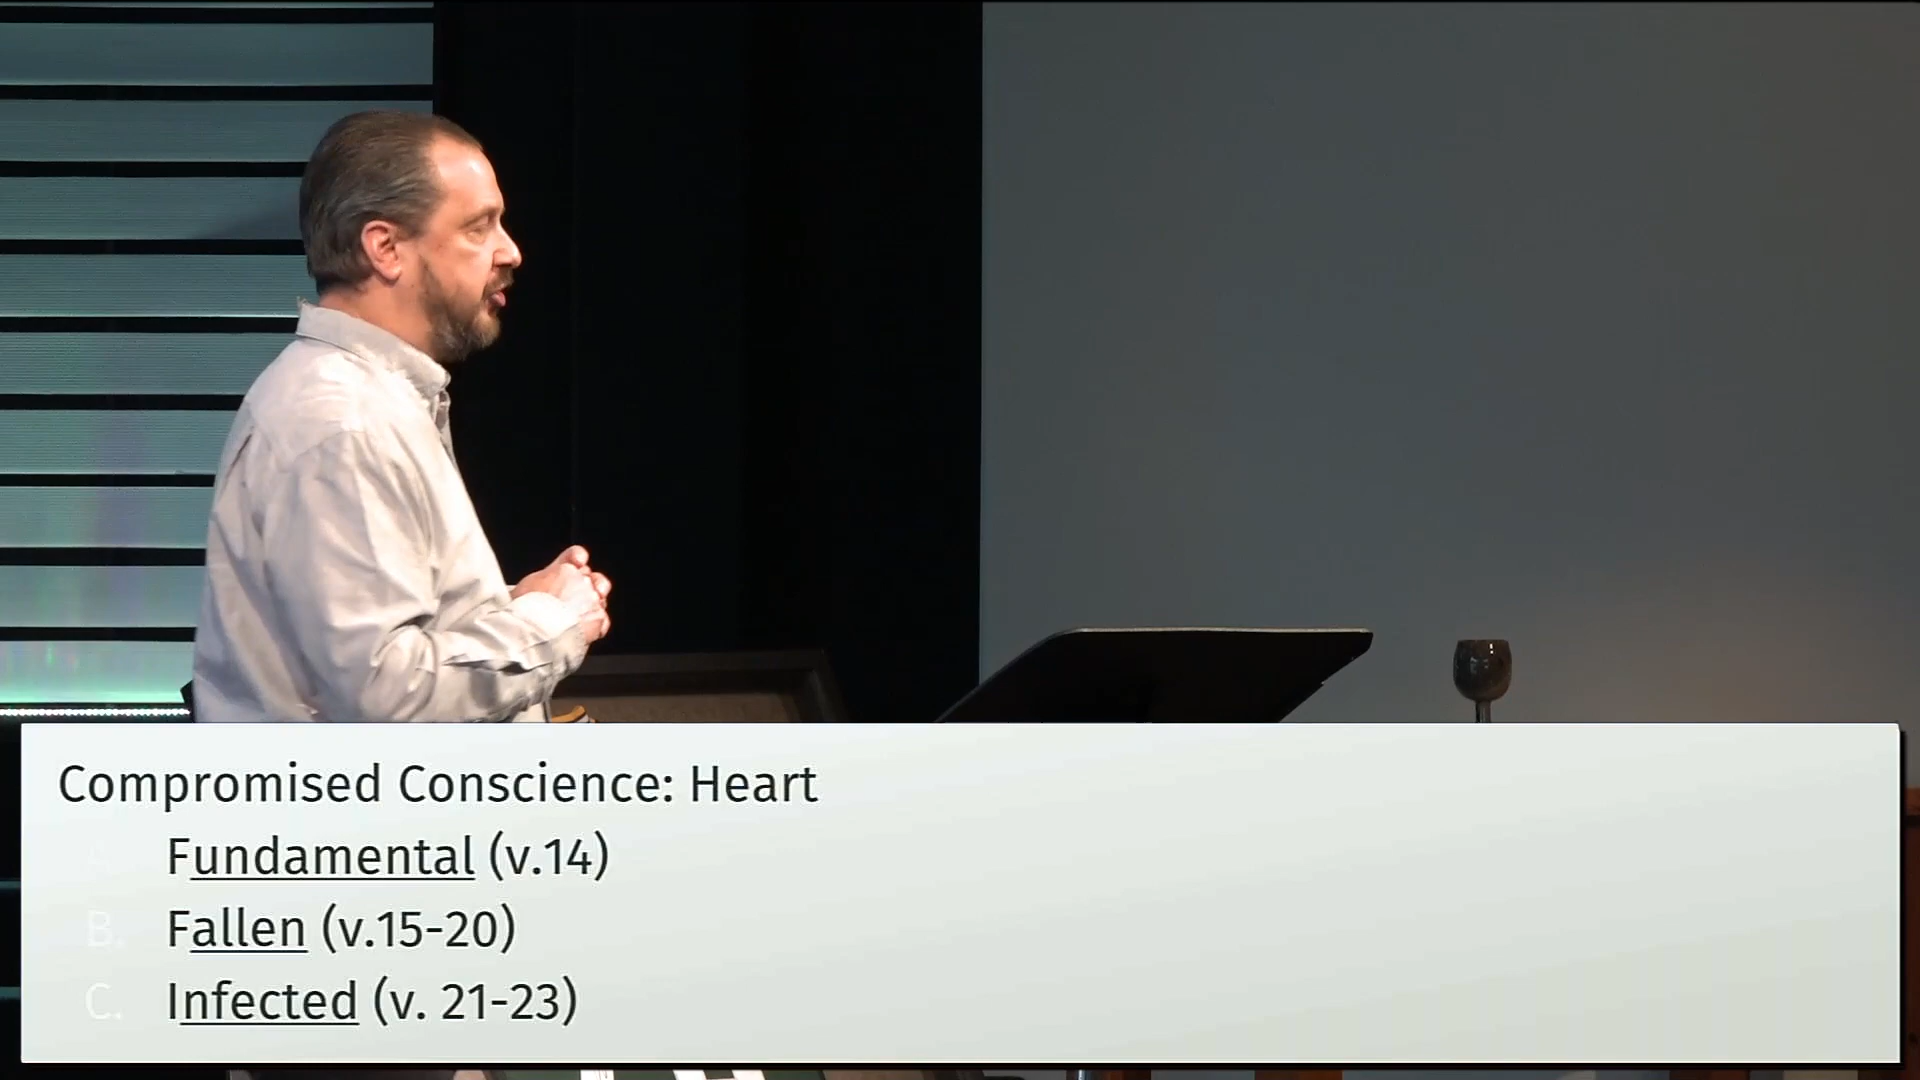 Compromised Conscience: Heart
A. Fundamental (v.14)
B. Fallen (v.15-20)
C. Infected (v. 21-23)